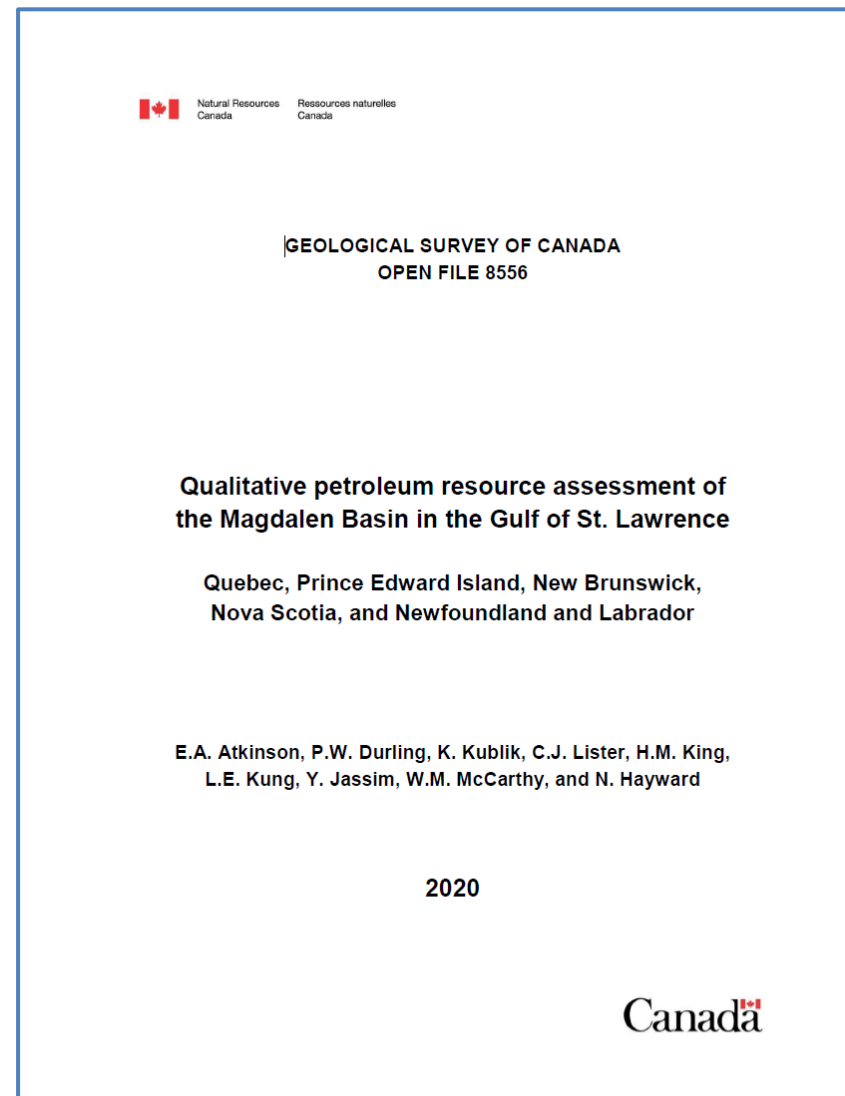 Natural Resources Ressources naturelles
Canada Canada
GEOLOGICAL SURVEY OF CANADA
OPEN FILE 8556
Qualitative petroleum resource assessment of
the Magdalen Basin in the Gulf of St. Lawrence
Quebec, Prince Edward Island, New Brunswick,
Nova Scotia, and Newfoundland and Labrador
E.A. Atkinson, P.W. Durling, K. Kublik, C.J. Lister, H.M. King,
L.E. Kung, Y. Jassim, W.M. McCarthy, and N. Hayward
2020
Canada